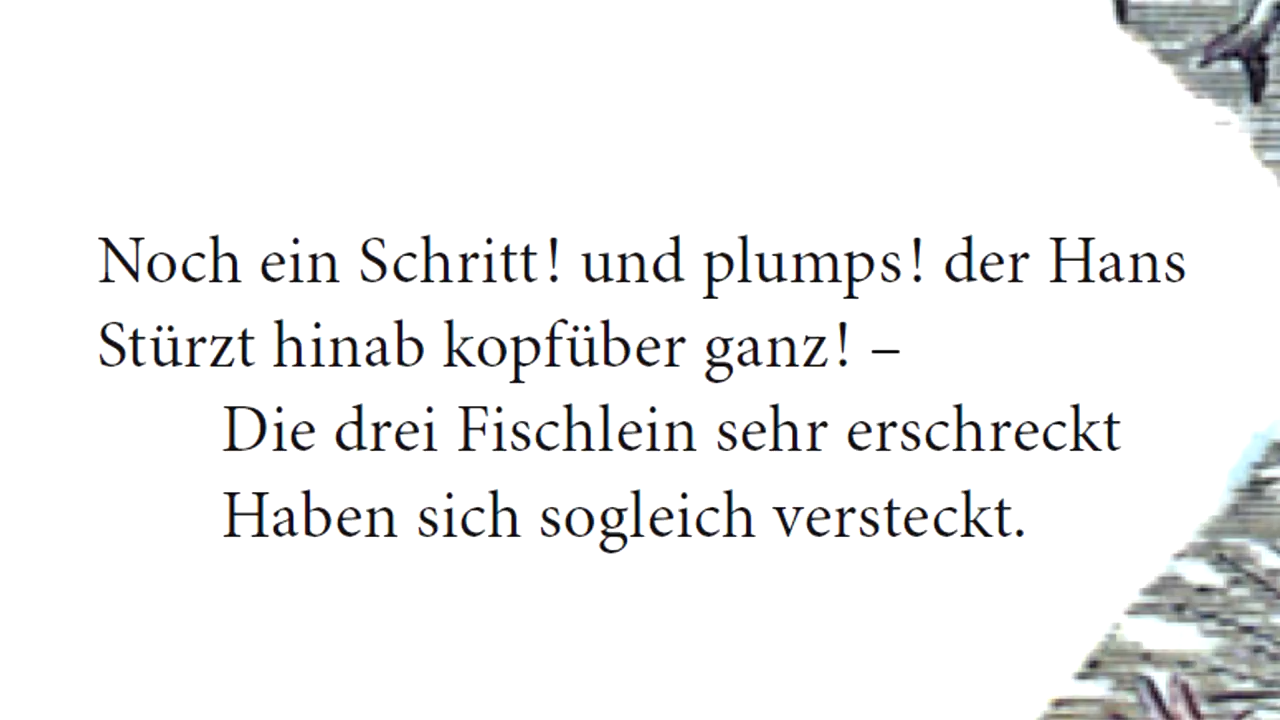 Noch ein Schritt! und plumps! der Hans
Stürzt hinab kopfüber ganz! –
Die drei Fischlein sehr erschreckt
Haben sich sogleich versteckt.